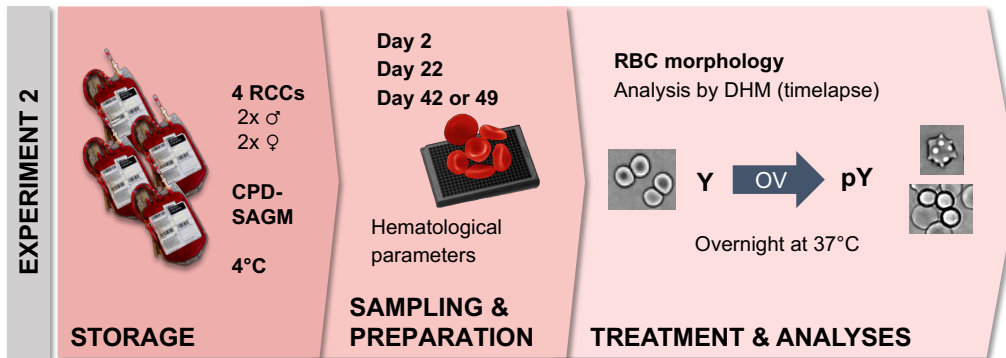 EXPERIMENT 2
4 RCCs
2x ♂
2x ♀
CPD-
SAGM
4°C
STORAGE
Day 2
Day 22
Day 42 or 49
Hematological
parameters
SAMPLING &
PREPARATION
RBC morphology
Analysis by DHM (timelapse)
Y
OV
pY
Overnight at 37°C
TREATMENT & ANALYSES